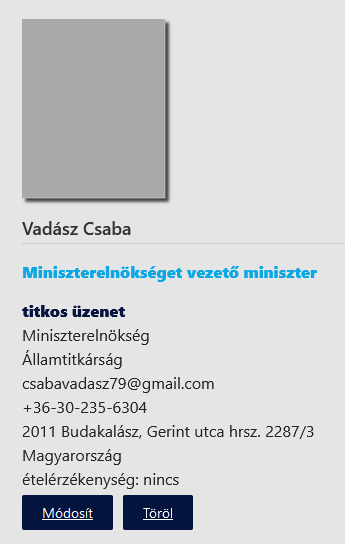 Vadász Csaba
Miniszterelnökséget vezető miniszter
titkos üzenet
Miniszterelnökség
Államtitkárság
csabavadasz79@gmail.com
+36-30-235-6304
2011 Budakalász, Gerint utca hrsz. 2287/3
Magyarország
ételérzékenység: nincs
Módosít Töröl